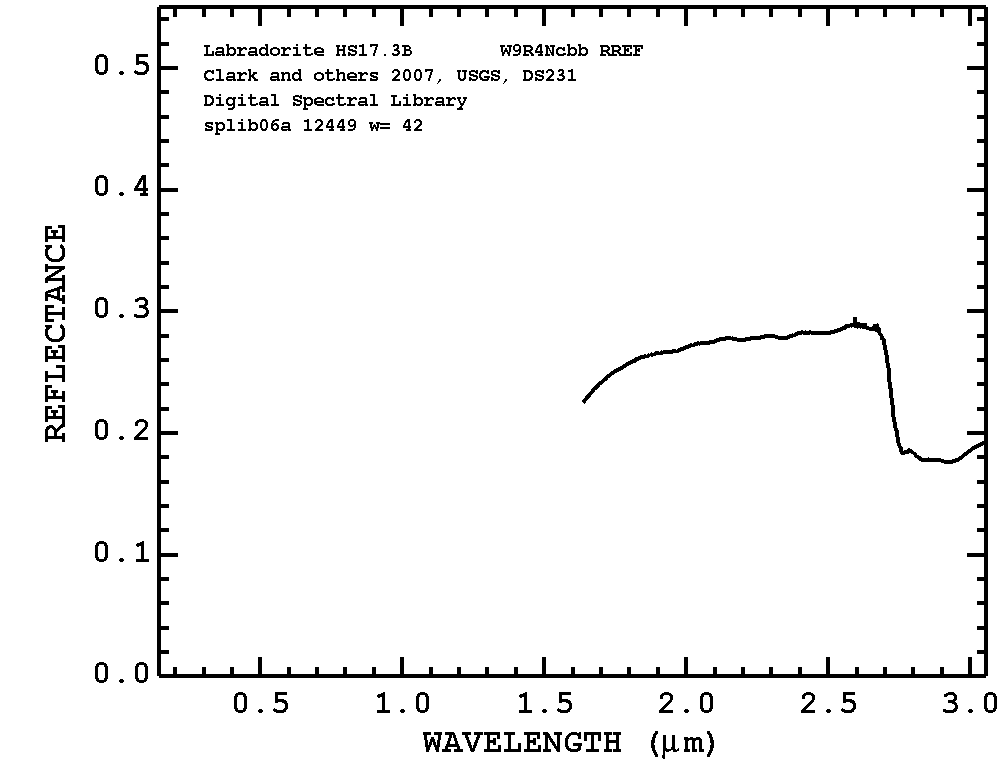 Labradorite HS17.3B W9R4Ncbb RREF
Clark and others 2007, USGS, DS231
Digital Spectral Library
splib06a 12449 w= 42
REFLECTANCE
0.5
0.4
0.3
0.2
0.1
0.0
0.5 1.0 1.5 2.0 2.5 3.0
WAVELENGTH (μm)